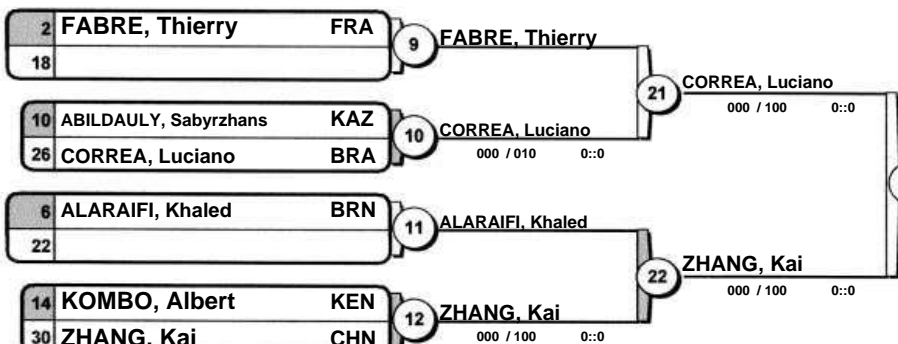 2 FABRE, Thierry FRA
18
9
FABRE, Thierry
10 ABILDAULY, Sabyrzhans KAZ
26 CORREA, Luciano BRA
10
CORREA, Luciano
000 / 010 0::0
21
CORREA, Luciano
000 / 100 0::0
6 ALARAIFI, Khaled BRN
22
11
ALARAIFI, Khaled
14 KOMBO, Albert KEN
30 ZHANG, Kai CHN
12
ZHANG, Kai
000 / 100 0::0
22
ZHANG, Kai
000 / 100 0::0